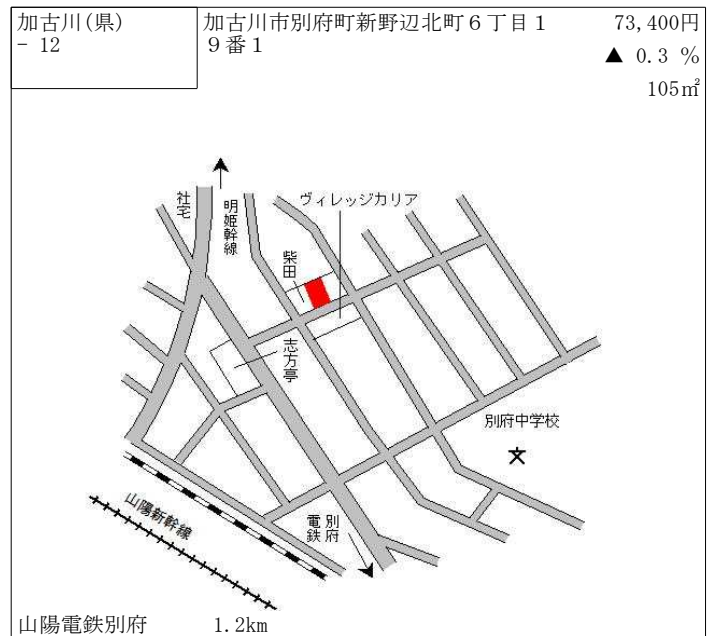 加古川(県)
- 12
加古川市別府町新野辺北町６丁目１
９番１
73,400円
▲ 0.3 %
105㎡
社宅
明姫幹線
ヴィレッジカリア
柴田
志方亭
別府中学校
別府
電鉄
山陽新幹線
山陽電鉄別府 1.2km